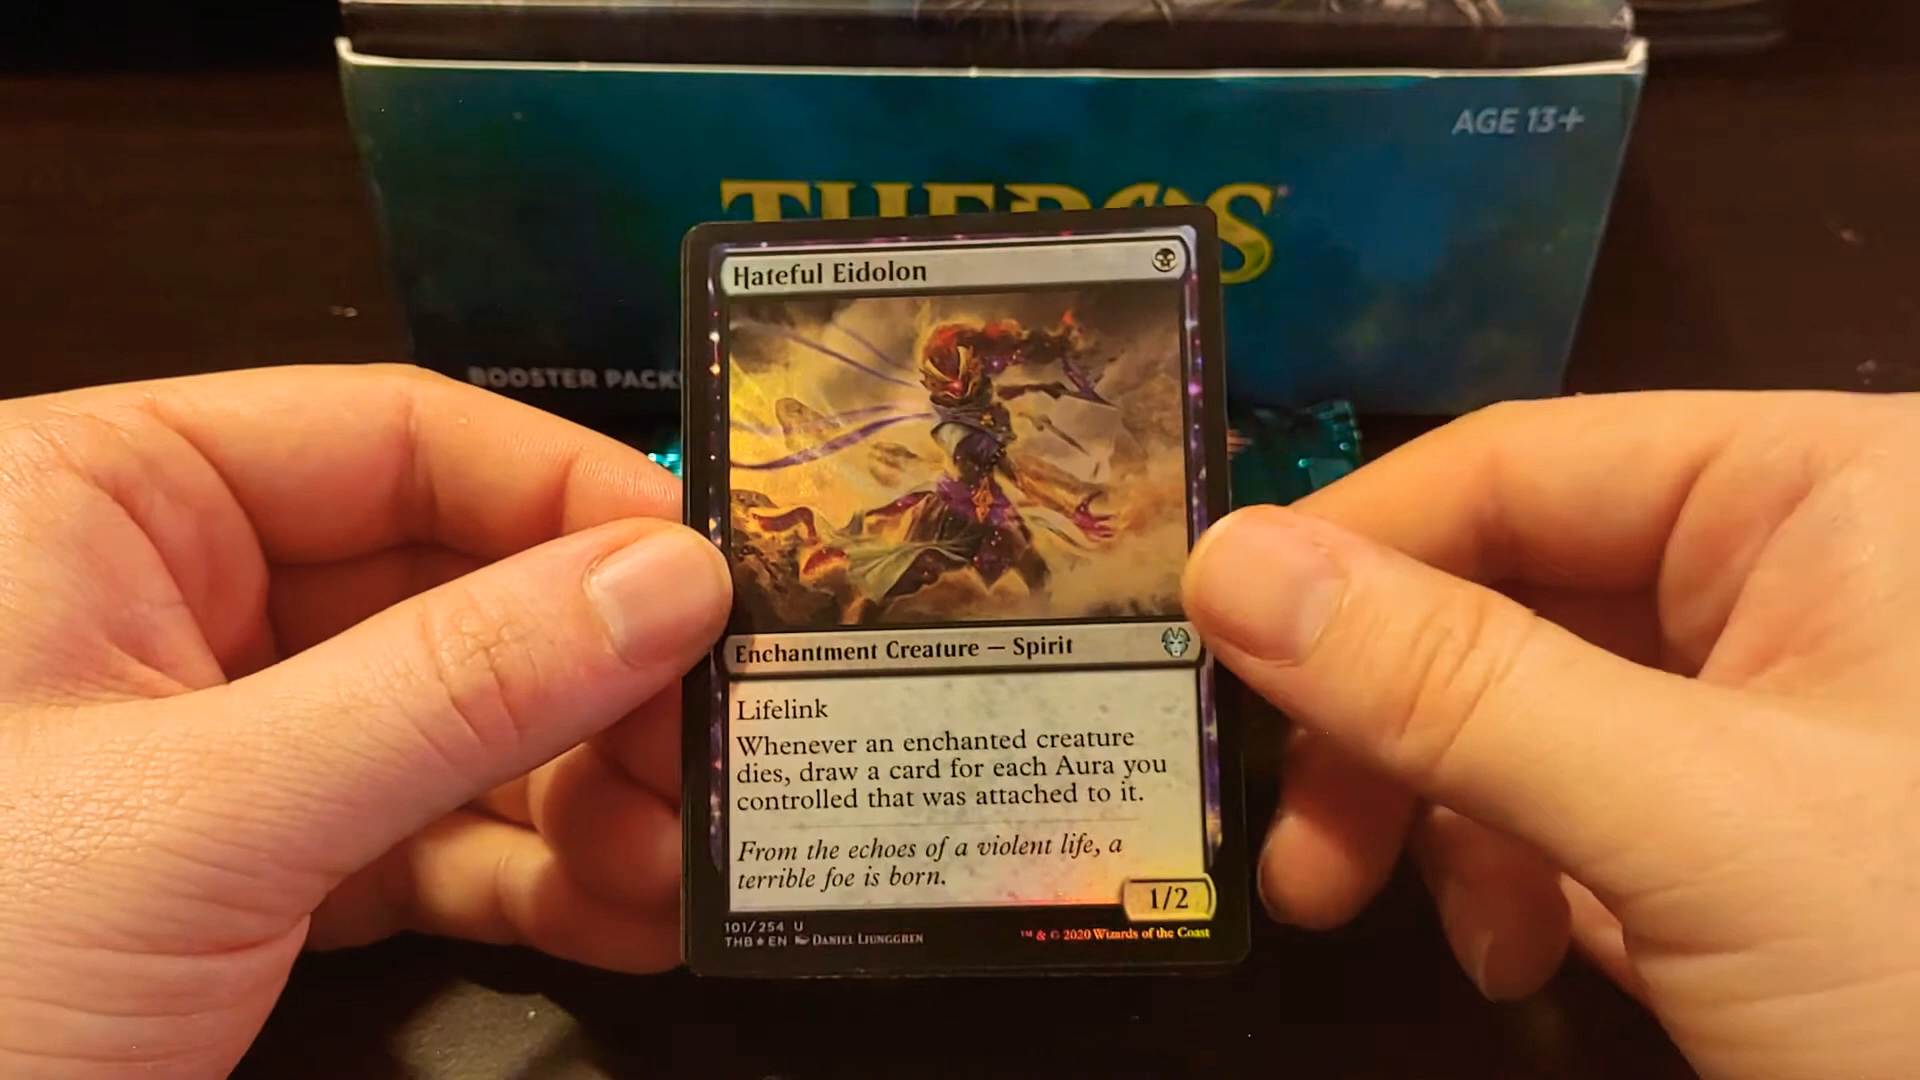 AGE 13+
THEROS
BOOSTER PACK
Hateful Eidolon
Enchantment Creature — Spirit
Lifelink
Whenever an enchanted creature
dies, draw a card for each Aura you
controlled that was attached to it.
From the echoes of a violent life, a
terrible foe is born.
1/2
101/254 U
THB★EN Daniel Ljunggren
™ & © 2020 Wizards of the Coast